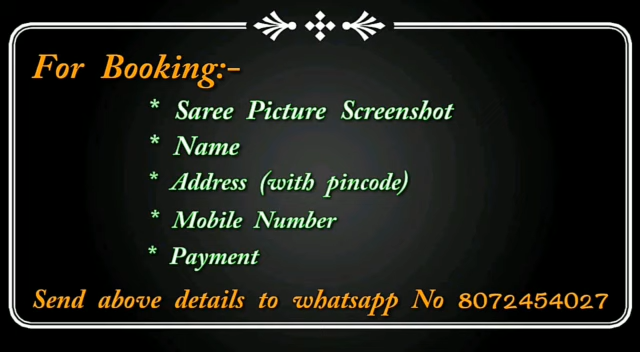 For Booking:-
* Saree Picture Screenshot
* Name
* Address (with pincode)
* Mobile Number
* Payment
Send above details to whatsapp No 8072454027